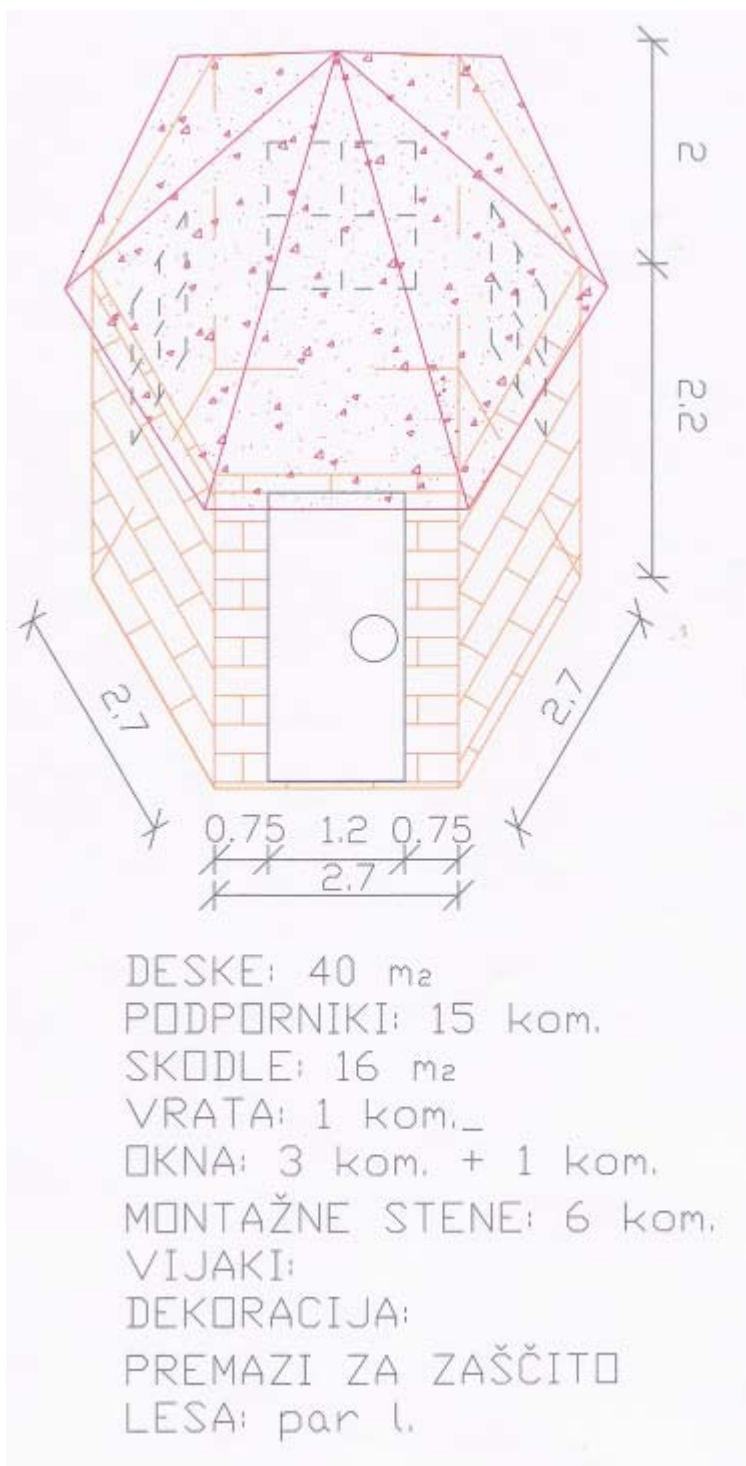 2
2.2
2.7
2.7
0.75 1.2 0.75
2.7
DESKE: 40 m2
PODPORNIKI: 15 kom.
SKODLE: 16 m2
VRATA: 1 kom._
OKNA: 3 kom. + 1 kom.
MONTAŽNE STENE: 6 kom.
VIJAKI:
DEKORACIJA:
PREMAZI ZA ZAŠČITO
LESA: par l.